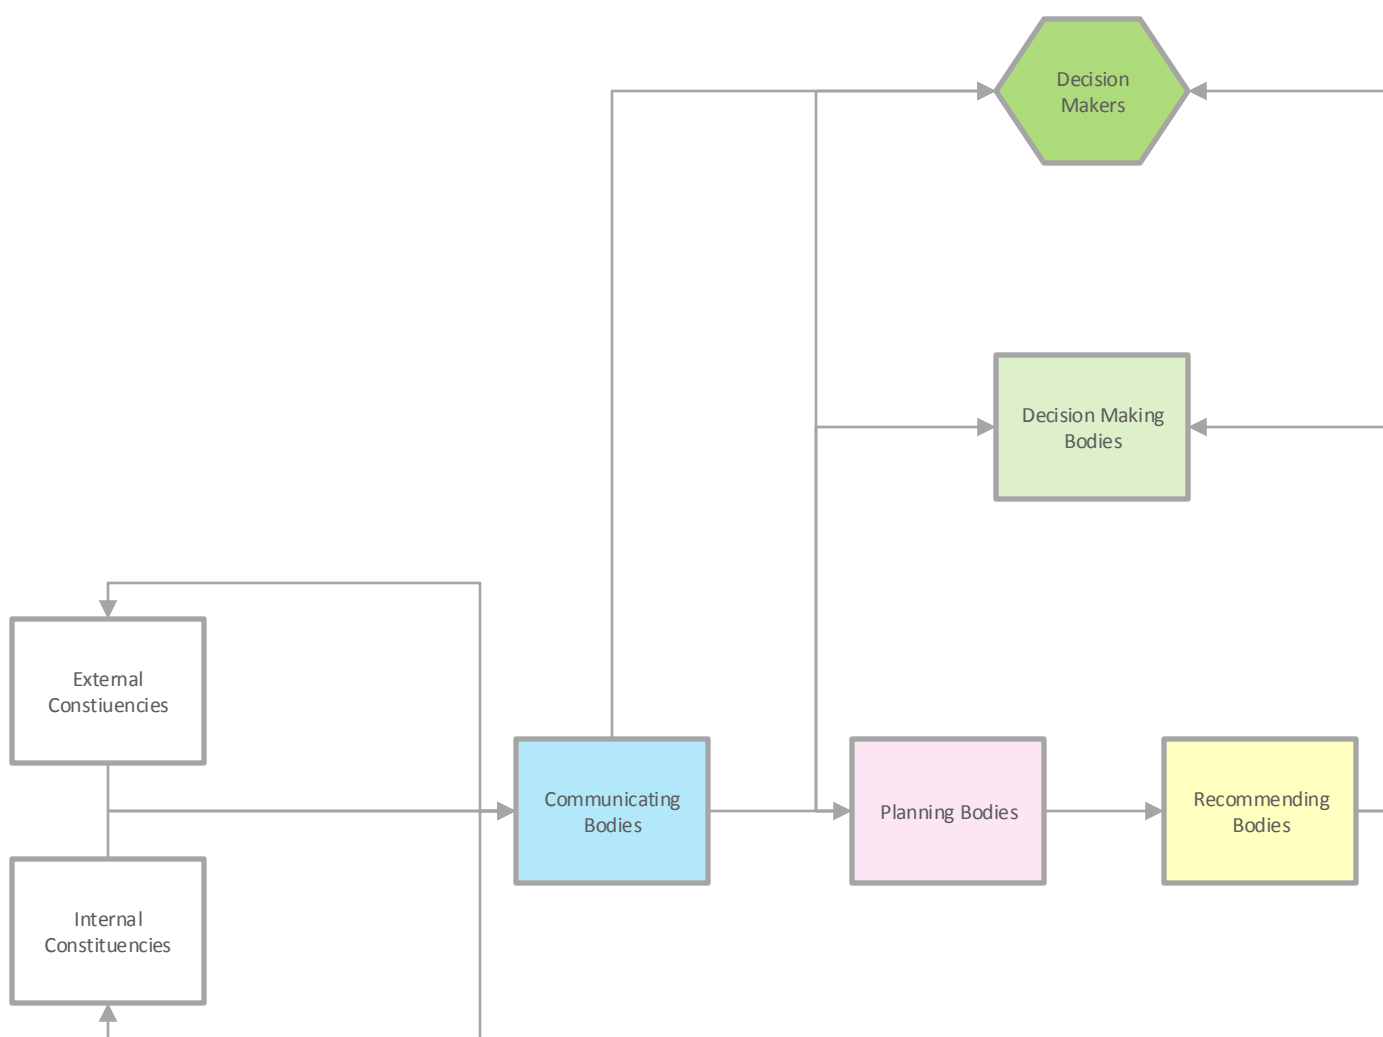 Decision
Makers
Decision Making
Bodies
External
Constiuencies
Communicating
Bodies
Planning Bodies
Recommending
Bodies
Internal
Constituencies